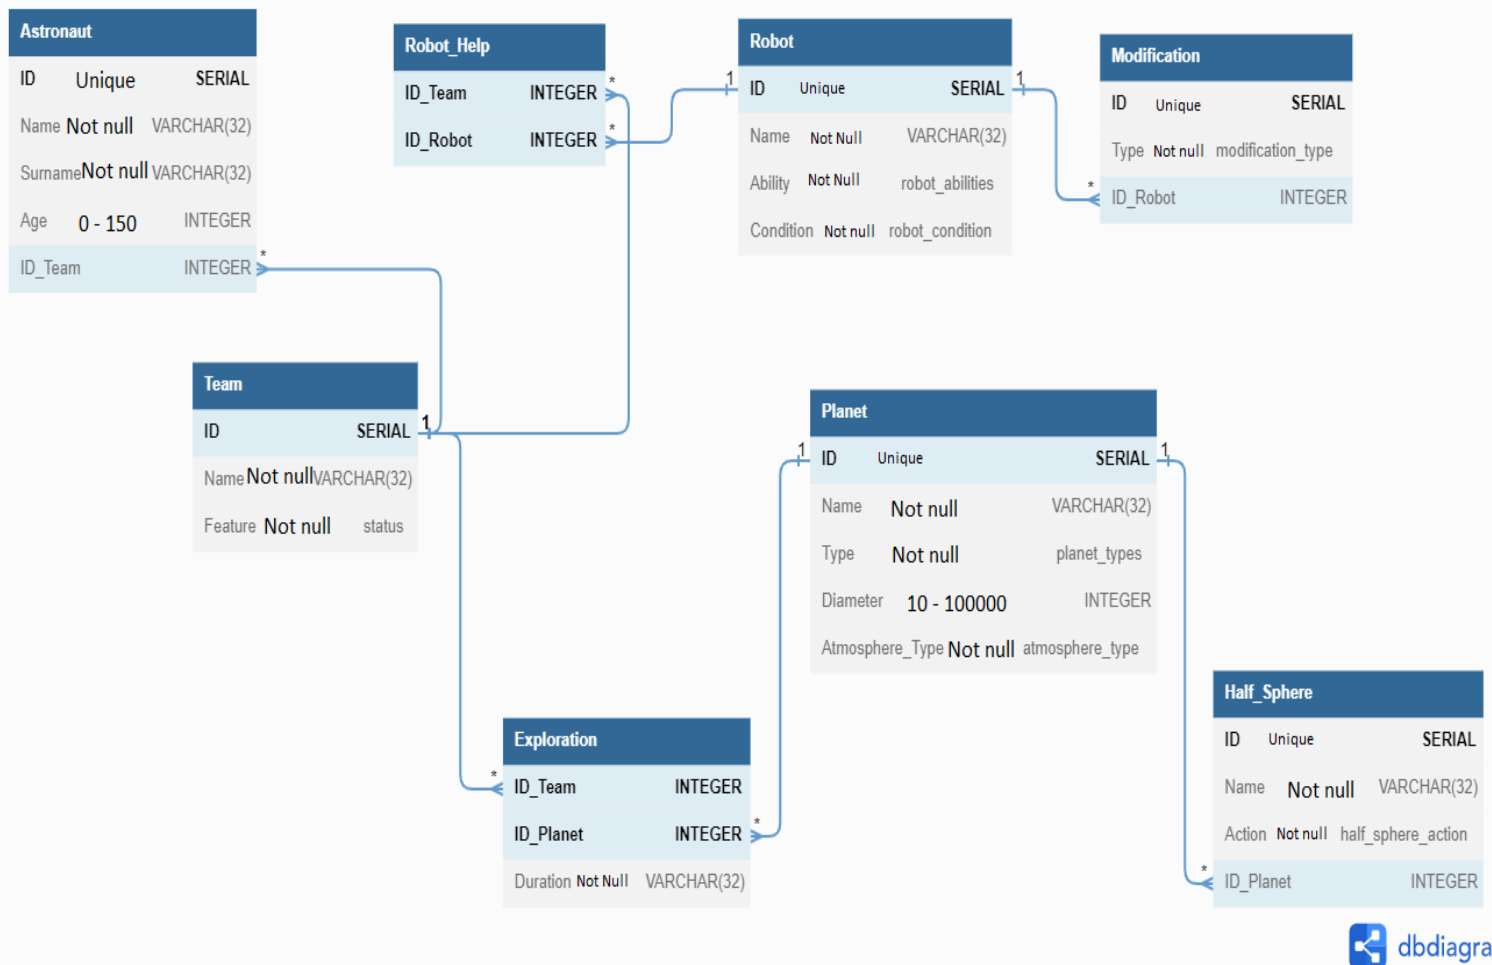 Astronaut
ID Unique SERIAL
Name Not null VARCHAR(32)
Surname Not null VARCHAR(32)
Age 0 - 150 INTEGER
ID_Team INTEGER
*
Robot_Help
ID_Team INTEGER
*
ID_Robot INTEGER
*
Robot
1
ID Unique SERIAL
1
Name Not Null VARCHAR(32)
Ability Not Null robot_abilities
Condition Not null robot_condition
Modification
ID Unique SERIAL
Type Not null modification_type
*
ID_Robot INTEGER
Team
ID SERIAL
1
Name Not null VARCHAR(32)
Feature Not null status
Planet
1
ID Unique SERIAL
1
Name Not null VARCHAR(32)
Type Not null planet_types
Diameter 10 - 100000 INTEGER
Atmosphere_Type Not null atmosphere_type
Exploration
*
ID_Team INTEGER
ID_Planet INTEGER
*
Duration Not Null VARCHAR(32)
Half_Sphere
ID Unique SERIAL
Name Not null VARCHAR(32)
Action Not null half_sphere_action
*
ID_Planet INTEGER
dbdiagra